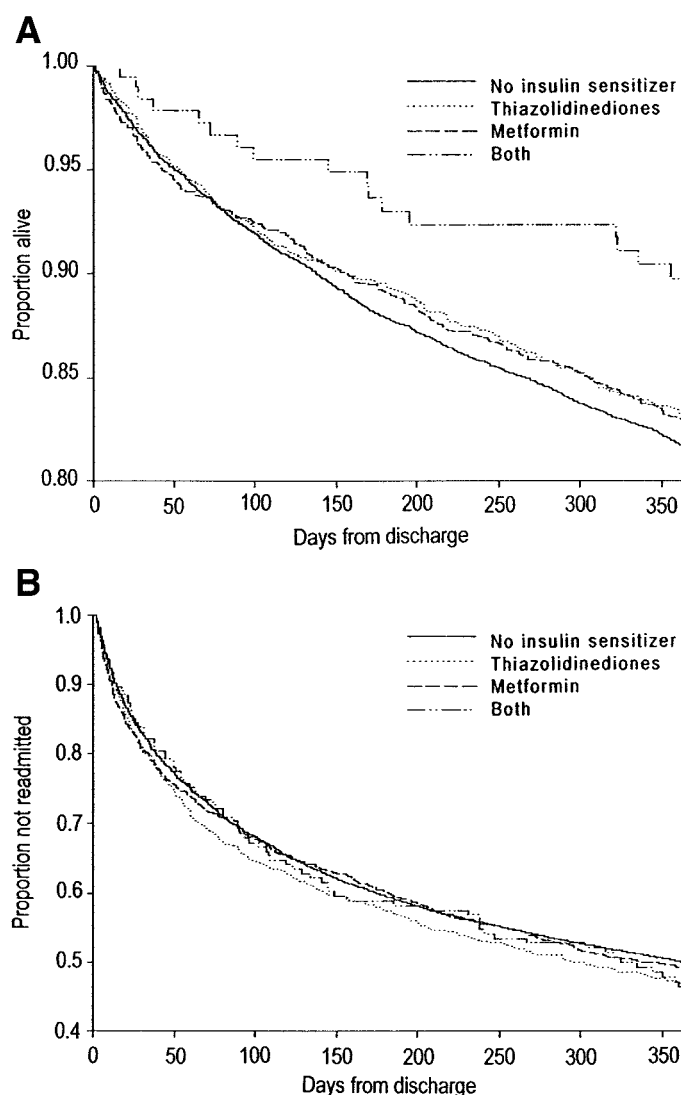 A
1.00
0.95
0.90
0.85
0.80
Proportion alive
No insulin sensitizer
Thiazolidinediones
Metformin
Both
0 50 100 150 200 250 300 350
Days from discharge
B
1.0
0.9
0.8
0.7
0.6
0.5
0.4
Proportion not readmitted
No insulin sensitizer
Thiazolidinediones
Metformin
Both
0 50 100 150 200 250 300 350
Days from discharge